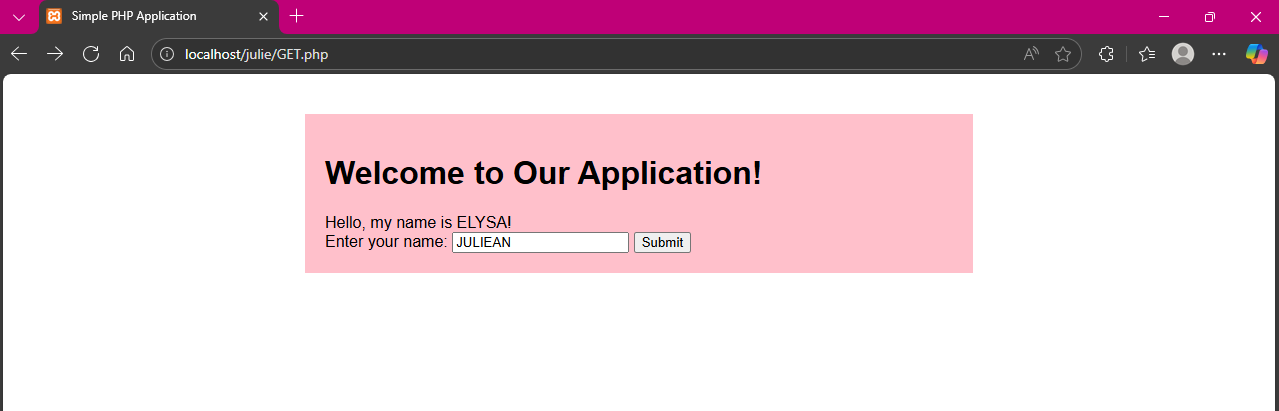 Simple PHP Application
localhost/julie/GET.php
Welcome to Our Application!
Hello, my name is ELYSA!
Enter your name: JULIEAN Submit